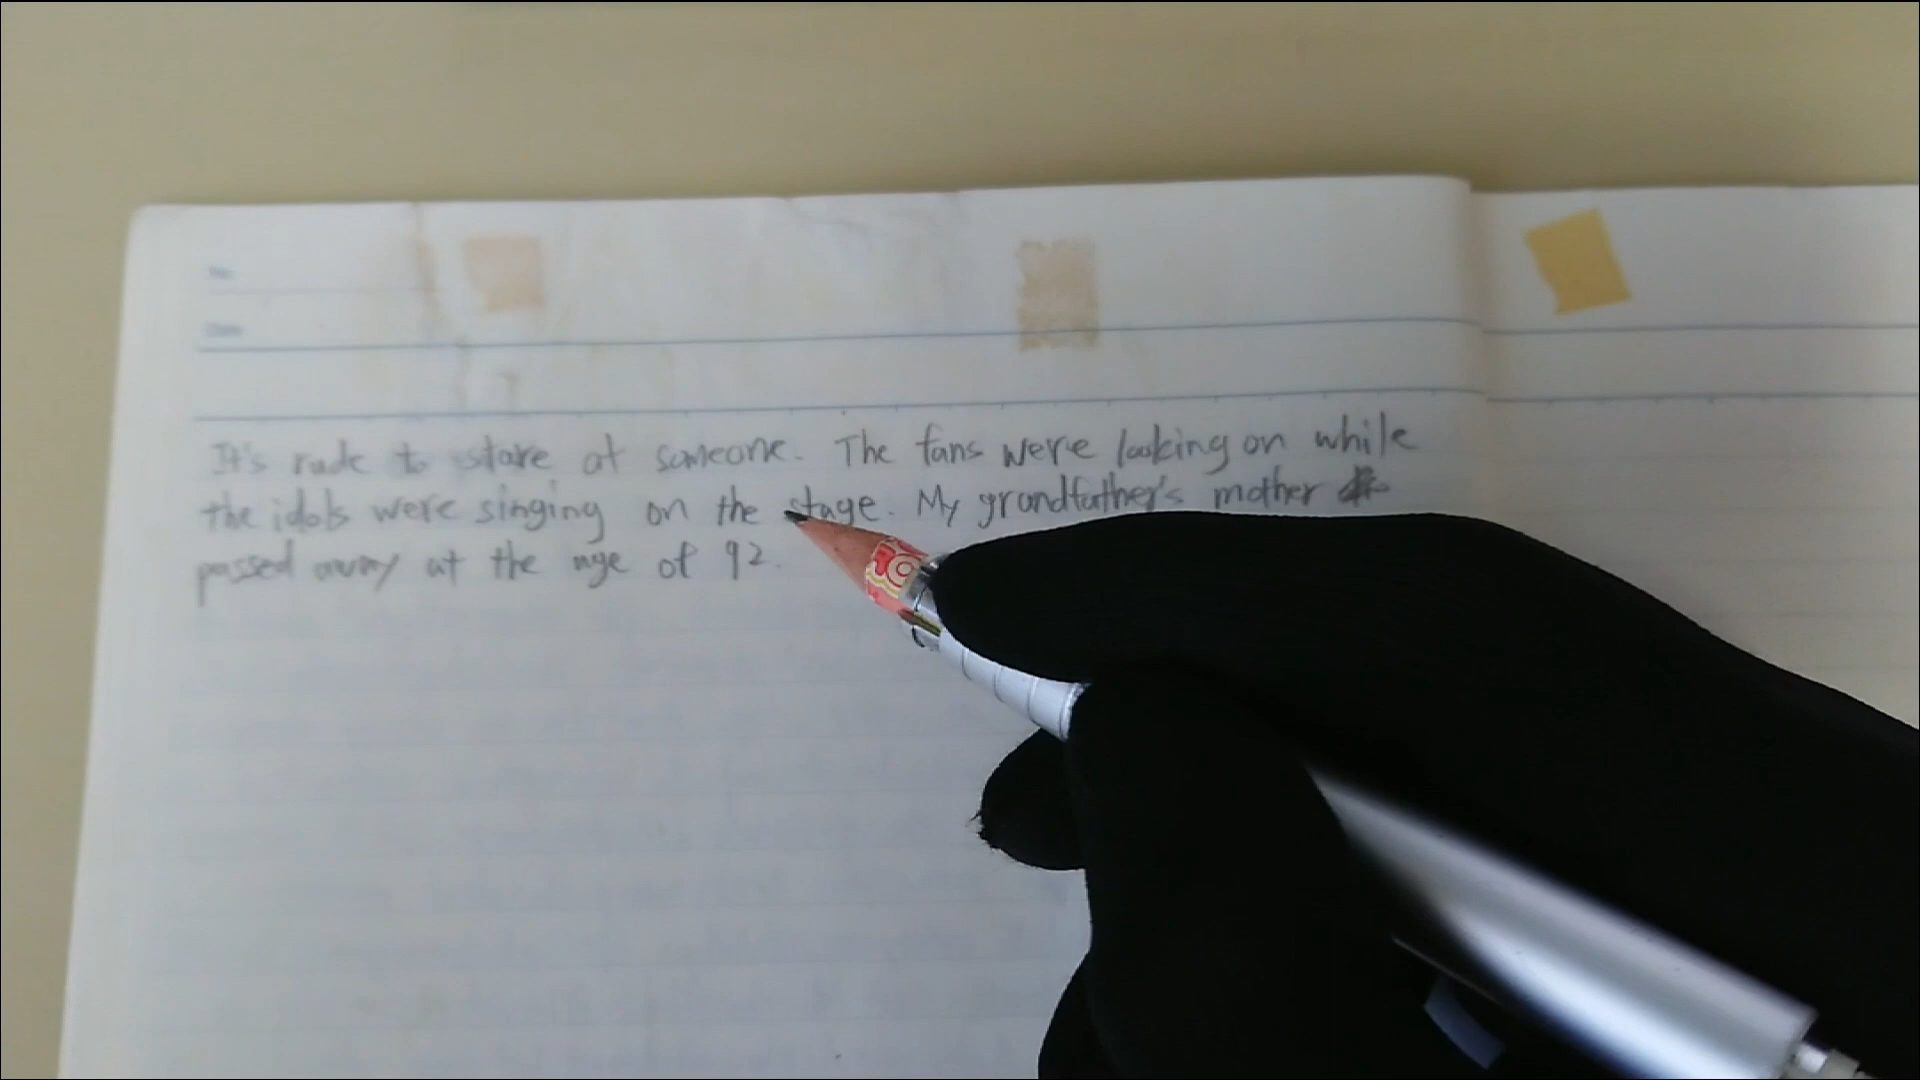 It's rude to stare at someone. The fans were looking on while
the idols were singing on the stage. My grandfather's mother
passed away at the age of 92.